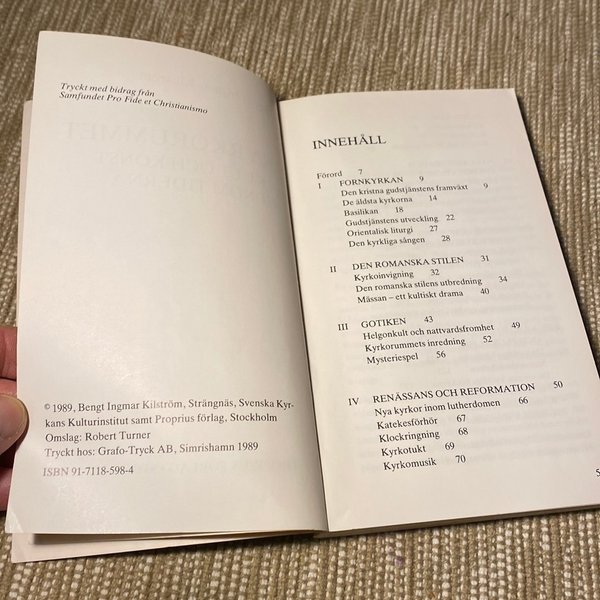 Tryckt med bidrag från
Samfundet Pro Fide et Christianismo
© 1989, Bengt Ingmar Kilström, Strängnäs, Svenska Kyr-
kans Kulturinstitut samt Proprius förlag, Stockholm
Omslag: Robert Turner
Tryckt hos: Grafo-Tryck AB, Simrishamn 1989
ISBN 91-7118-598-4
INNEHÅLL
Förord 7
I FORNKYRKAN 9
Den kristna gudstjänstens framväxt 9
De äldsta kyrkorna 14
Basilikan 18
Gudstjänstens utveckling 22
Orientalisk liturgi 27
Den kyrkliga sången 28
II DEN ROMANSKA STILEN 31
Kyrkoinvigning 32
Den romanska stilens utbredning 34
Mässan – ett kultiskt drama 40
III GOTIKEN 43
Helgonkult och nattvardsfromhet 49
Kyrkorummets inredning 52
Mysteriespel 56
IV RENÄSSANS OCH REFORMATION 50
Nya kyrkor inom lutherdomen 66
Katekesförhör 67
Klockringning 68
Kyrkotukt 69
Kyrkomusik 70
5